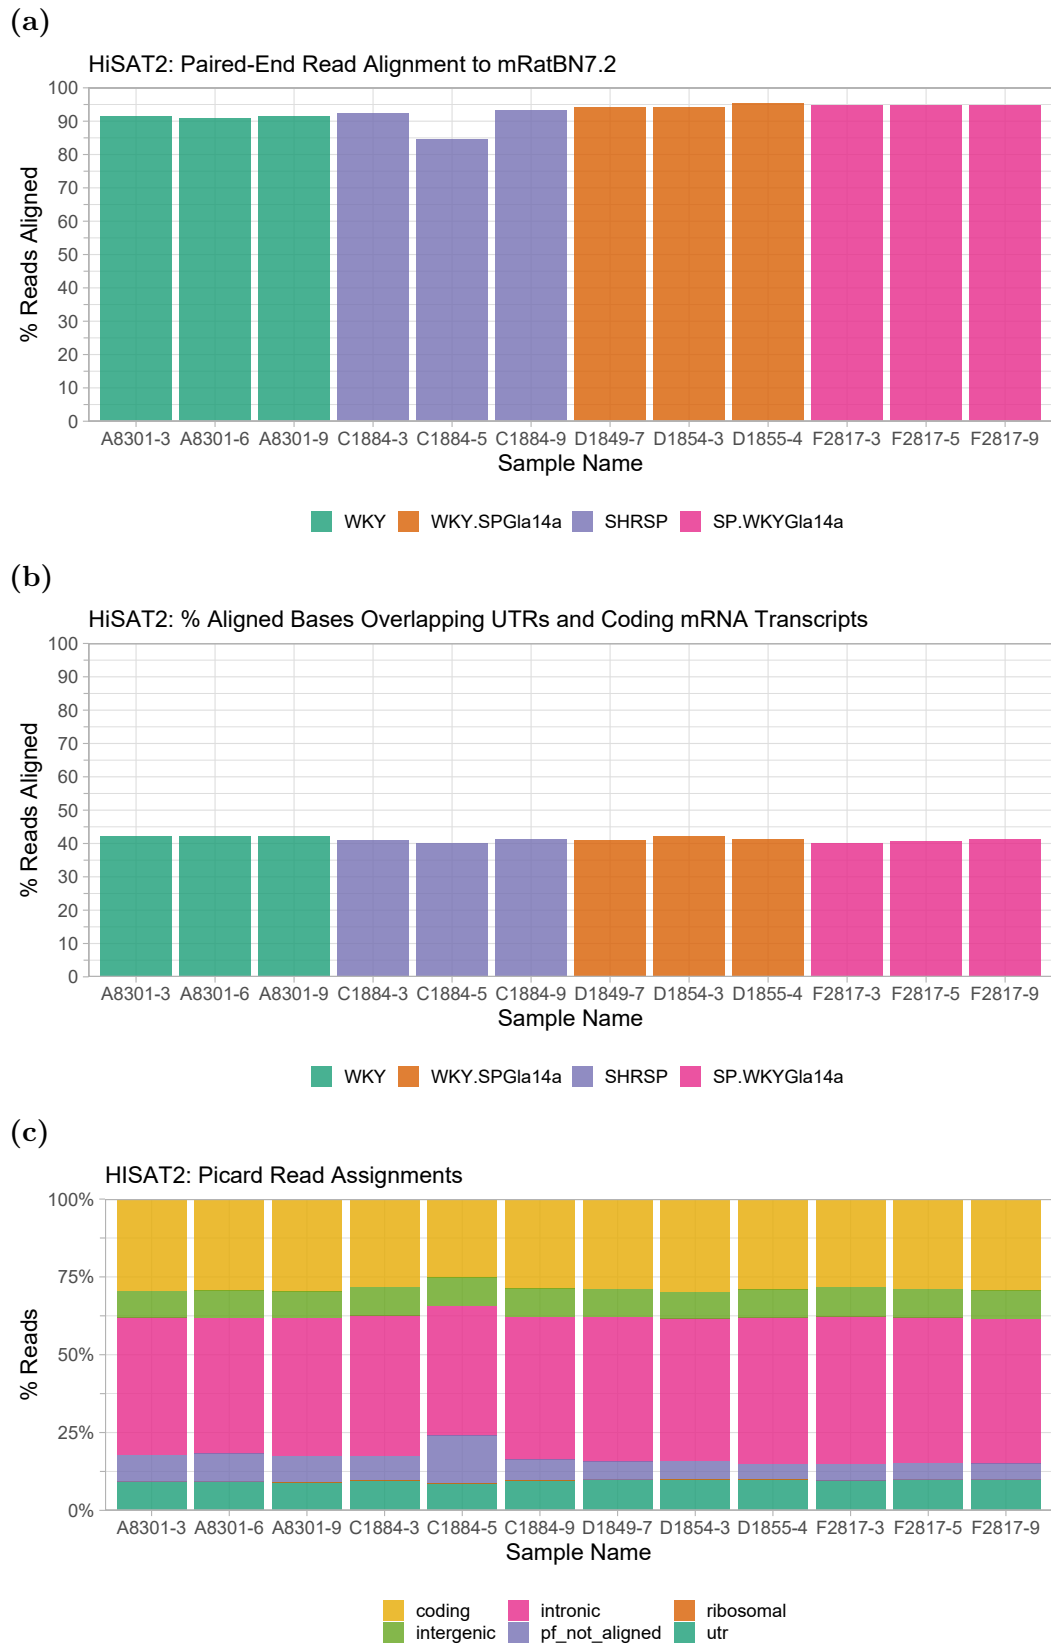 (a)
HiSAT2: Paired-End Read Alignment to mRatBN7.2
100
90
80
70
60
50
40
30
20
10
0
% Reads Aligned
A8301-3 A8301-6 A8301-9 C1884-3 C1884-5 C1884-9 D1849-7 D1854-3 D1855-4 F2817-3 F2817-5 F2817-9
Sample Name
WKY WKY.SPGla14a SHRSP SP.WKYGla14a
(b)
HiSAT2: % Aligned Bases Overlapping UTRs and Coding mRNA Transcripts
100
90
80
70
60
50
40
30
20
10
0
% Reads Aligned
A8301-3 A8301-6 A8301-9 C1884-3 C1884-5 C1884-9 D1849-7 D1854-3 D1855-4 F2817-3 F2817-5 F2817-9
Sample Name
WKY WKY.SPGla14a SHRSP SP.WKYGla14a
(c)
HISAT2: Picard Read Assignments
100%
75%
50%
25%
0%
% Reads
A8301-3 A8301-6 A8301-9 C1884-3 C1884-5 C1884-9 D1849-7 D1854-3 D1855-4 F2817-3 F2817-5 F2817-9
Sample Name
coding intronic ribosomal
intergenic pf_not_aligned utr